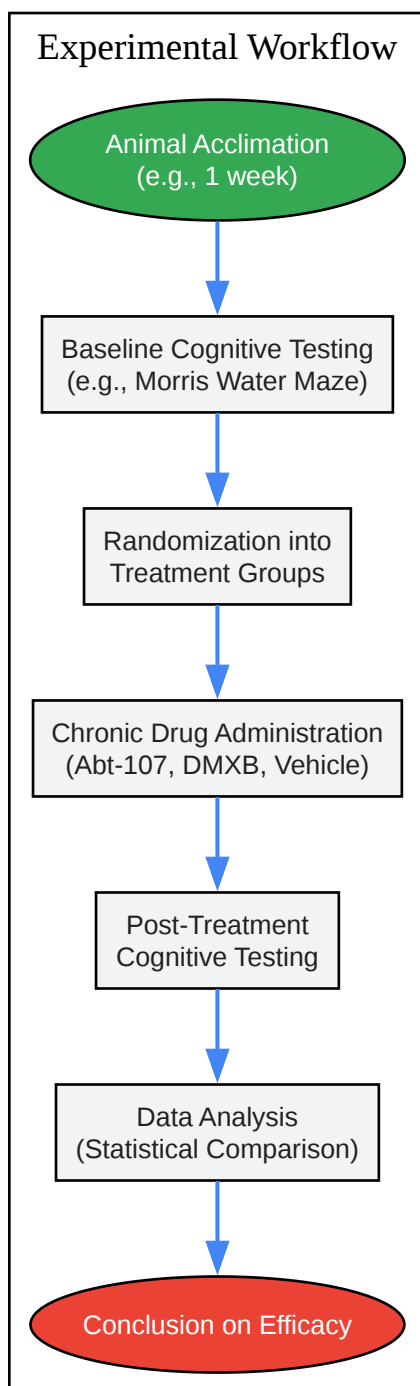 Experimental Workflow
Animal Acclimation
(e.g., 1 week)
Baseline Cognitive Testing
(e.g., Morris Water Maze)
Randomization into
Treatment Groups
Chronic Drug Administration
(Abt-107, DMXB, Vehicle)
Post-Treatment
Cognitive Testing
Data Analysis
(Statistical Comparison)
Conclusion on Efficacy